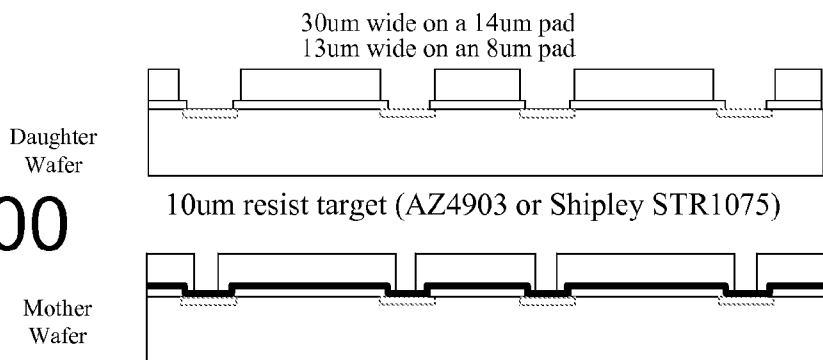 30um wide on a 14um pad
13um wide on an 8um pad
Daughter
Wafer
10um resist target (AZ4903 or Shipley STR1075)
00
Mother
Wafer